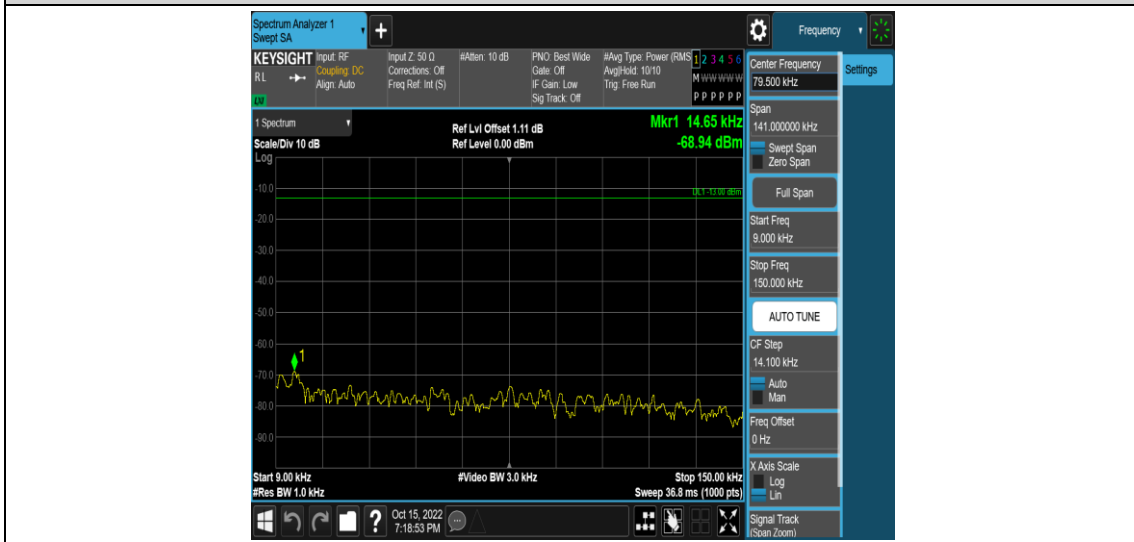 Spectrum Analyzer 1
Swept SA
+
Frequency
KEYSIGHT
RL
LXI
Input: RF
Coupling: DC
Align: Auto
Input Z: 50 Ω
Corrections: Off
Freq Ref: Int (S)
#Atten: 10 dB
PNO: Best Wide
Gate: Off
IF Gain: Low
Sig Track: Off
#Avg Type: Power (RMS
Avg|Hold: 10/10
Trig: Free Run
1 2 3 4 5 6
M W W W W W
P P P P P P
1 Spectrum
Scale/Div 10 dB
Log
Ref Lvl Offset 1.11 dB
Ref Level 0.00 dBm
Mkr1 14.65 kHz
-68.94 dBm
-10.0
DL1 -13.00 dBm
-20.0
-30.0
-40.0
-50.0
-60.0
1
-70.0
-80.0
-90.0
Start 9.00 kHz
#Res BW 1.0 kHz
#Video BW 3.0 kHz
Stop 150.00 kHz
Sweep 36.8 ms (1000 pts)
?
Oct 15, 2022
7:18:53 PM
Center Frequency
79.500 kHz
Settings
Span
141.000000 kHz
Swept Span
Zero Span
Full Span
Start Freq
9.000 kHz
Stop Freq
150.000 kHz
AUTO TUNE
CF Step
14.100 kHz
Auto
Man
Freq Offset
0 Hz
X Axis Scale
Log
Lin
Signal Track
(Span Zoom)